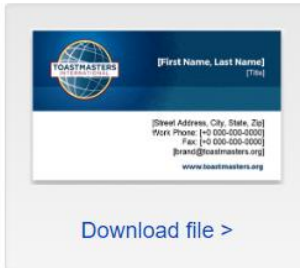 TOASTMASTERS
INTERNATIONAL
[First Name, Last Name]
[Title]
[Street Address, City, State, Zip]
Work Phone: [+0 000-000-0000]
Fax: [+0 000-000-0000]
[brand@toastmasters.org]
www.toastmasters.org
Download file >